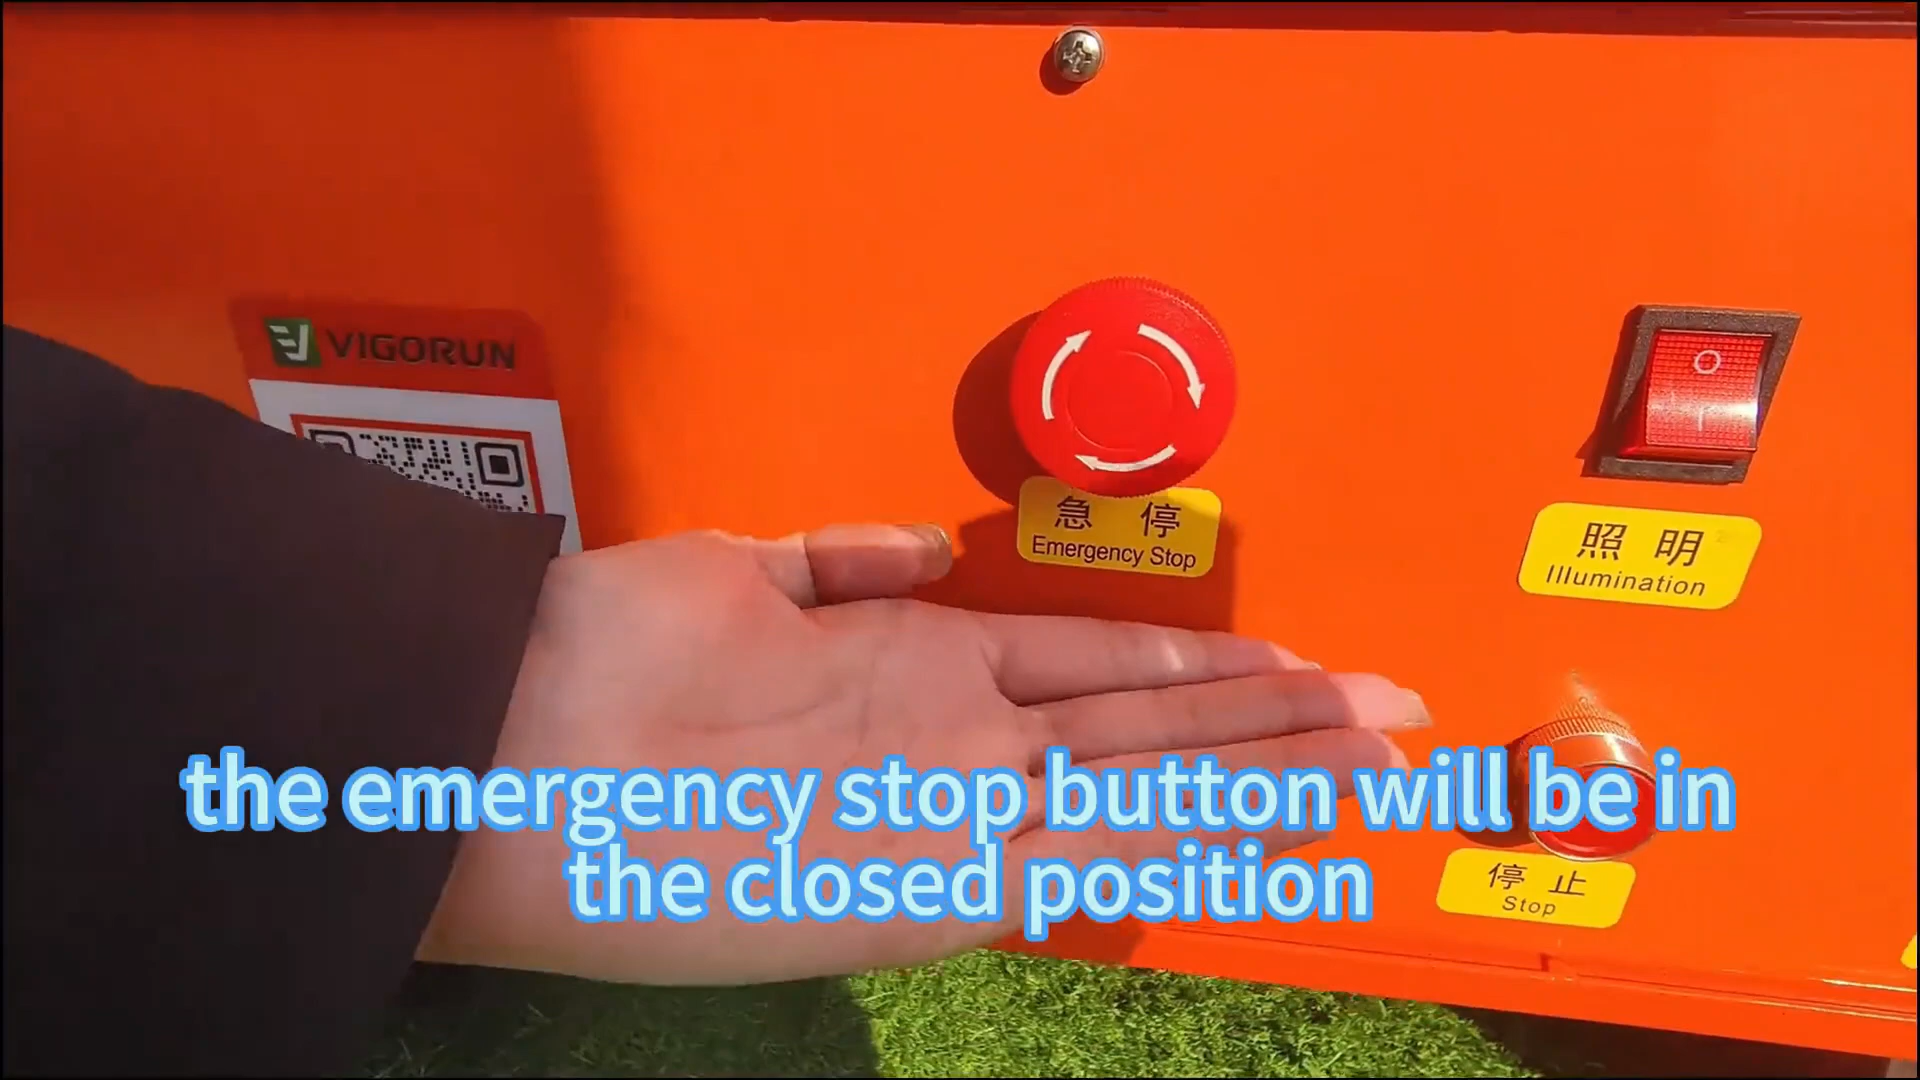 VIGORUN
急 停
Emergency Stop
照 明
Illumination
the emergency stop button will be in
the closed position
停 止
Stop